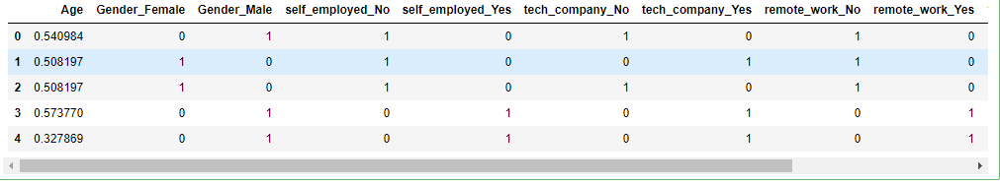 Age Gender_Female Gender_Male self_employed_No self_employed_Yes tech_company_No tech_company_Yes remote_work_No remote_work_Yes
0 0.540984 0 1 1 0 1 0 1 0
1 0.508197 1 0 1 0 0 1 1 0
2 0.508197 1 0 1 0 1 0 1 0
3 0.573770 0 1 0 1 0 1 0 1
4 0.327869 0 1 0 1 0 1 0 1